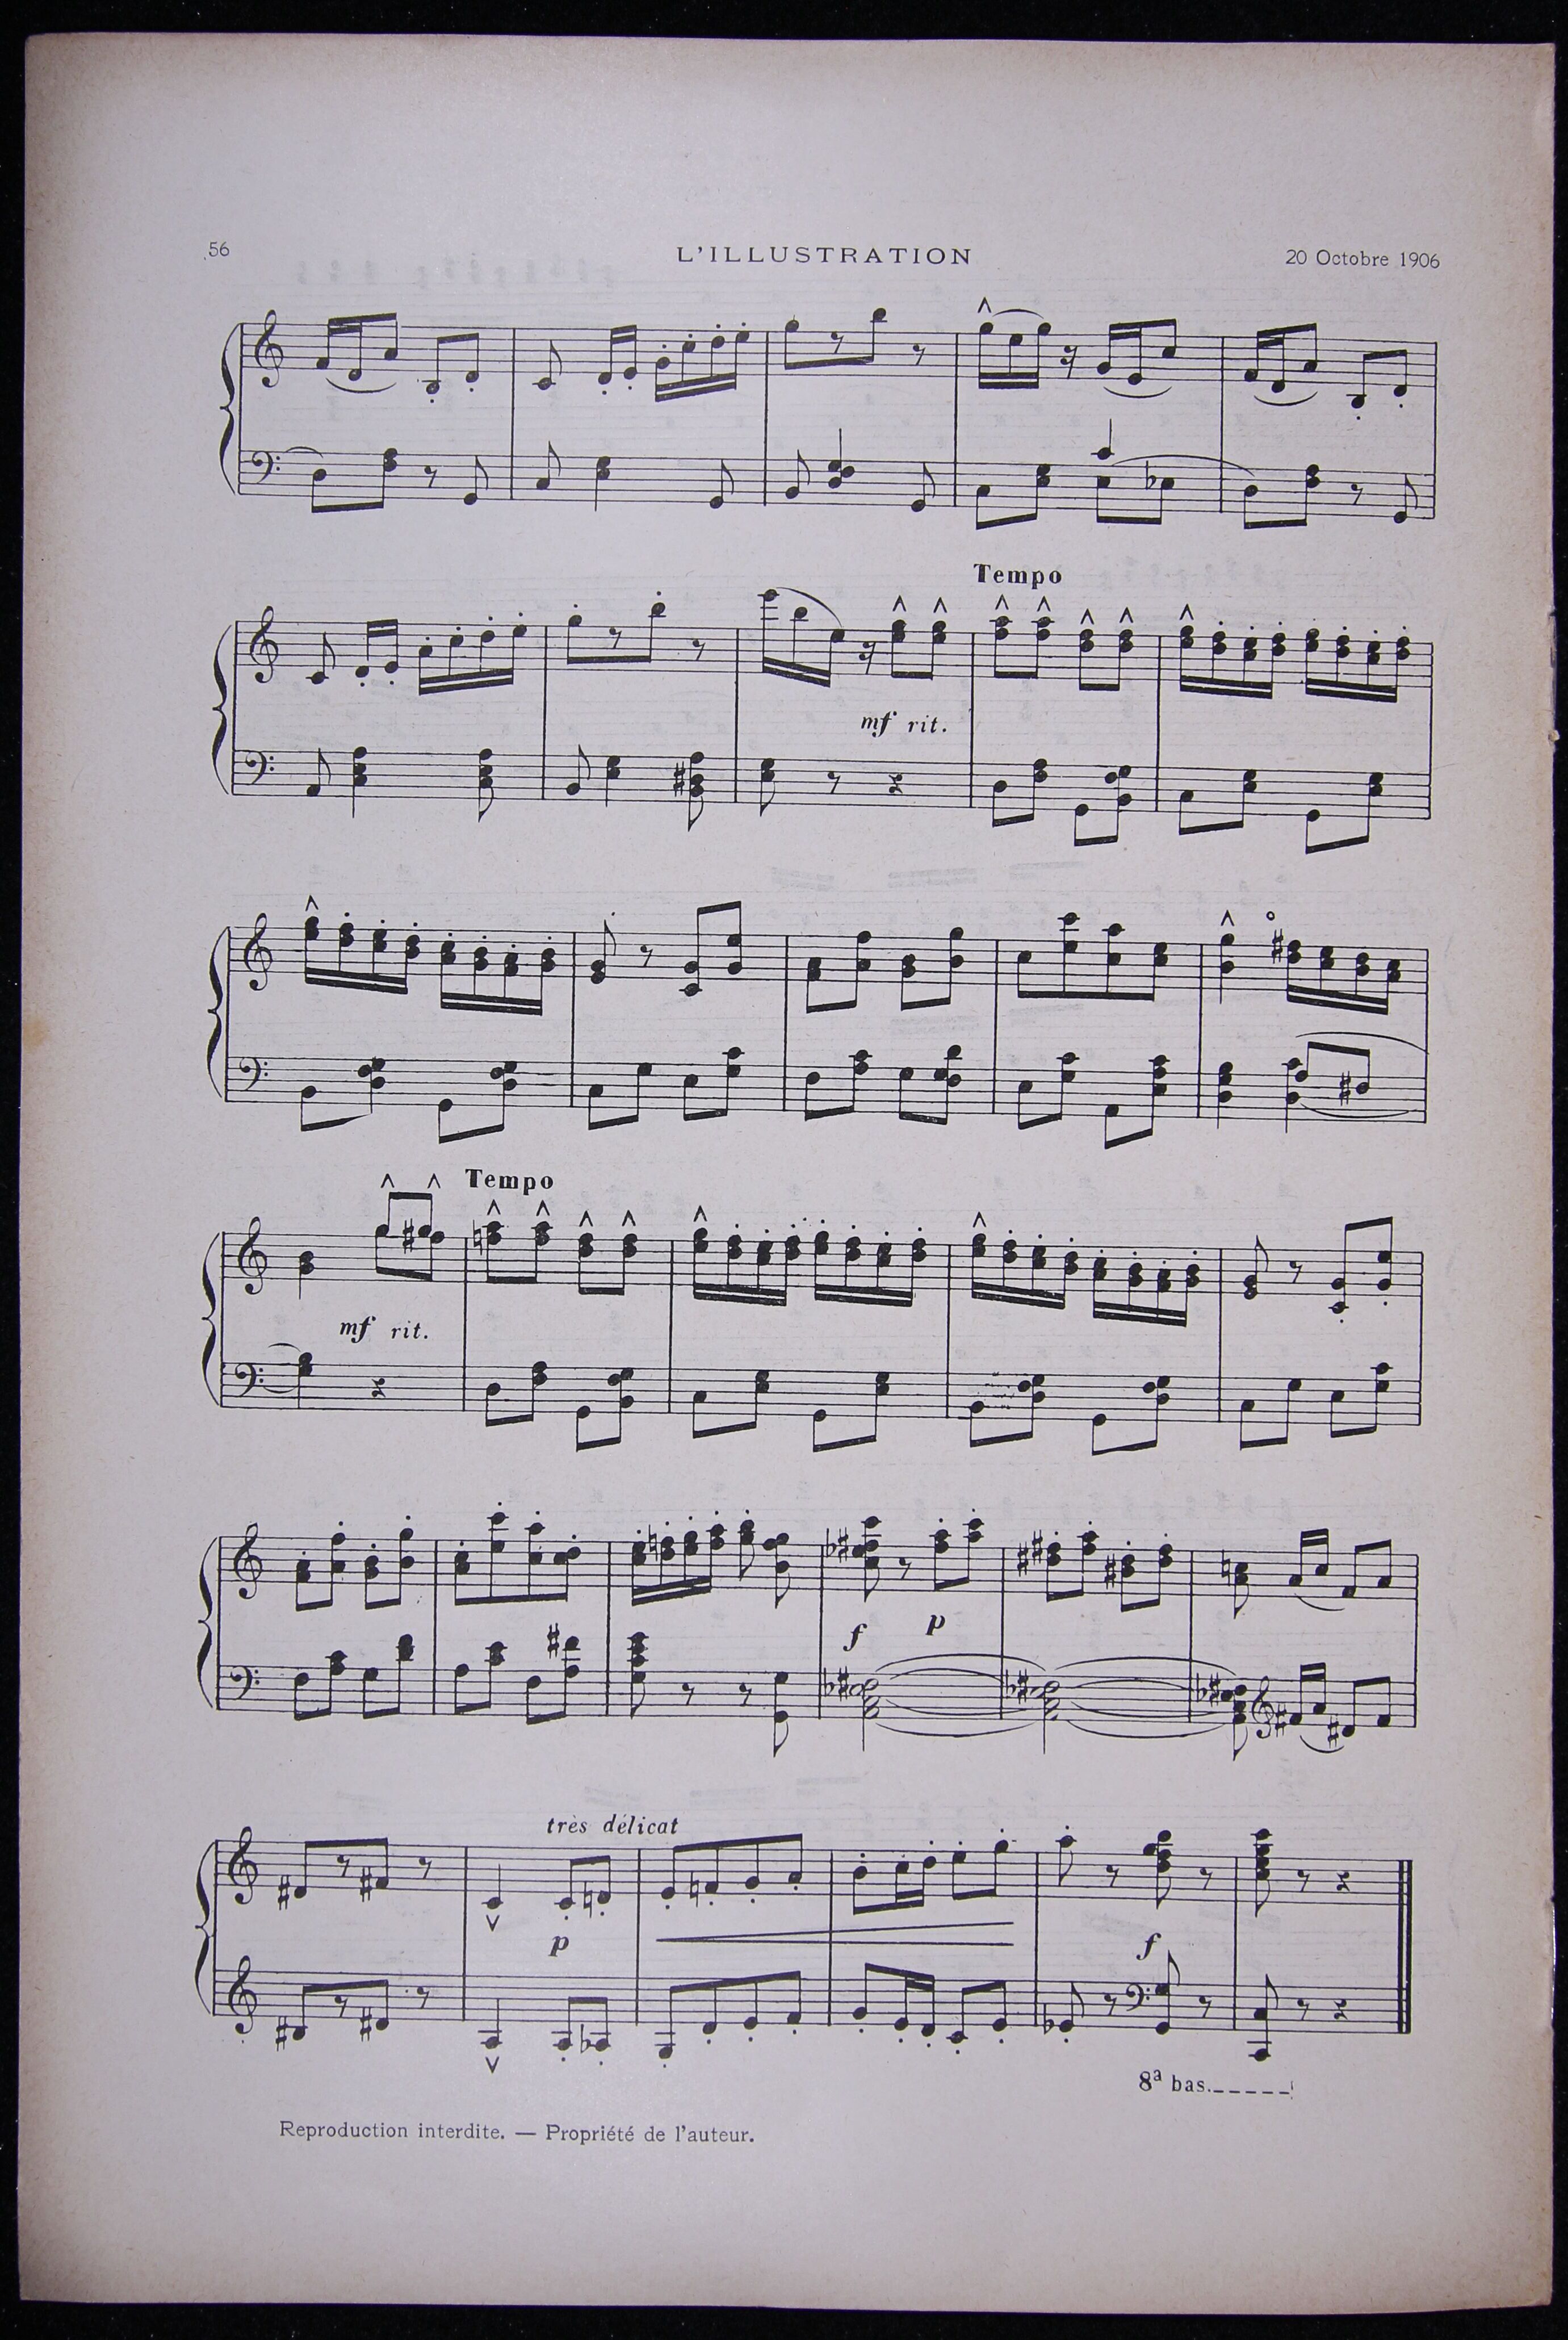 56 L'ILLUSTRATION 20 Octobre 1906
Tempo
mf rit.
Tempo
mf rit.
f p
très délicat
p
f
8ª bas.
Reproduction interdite. — Propriété de l'auteur.